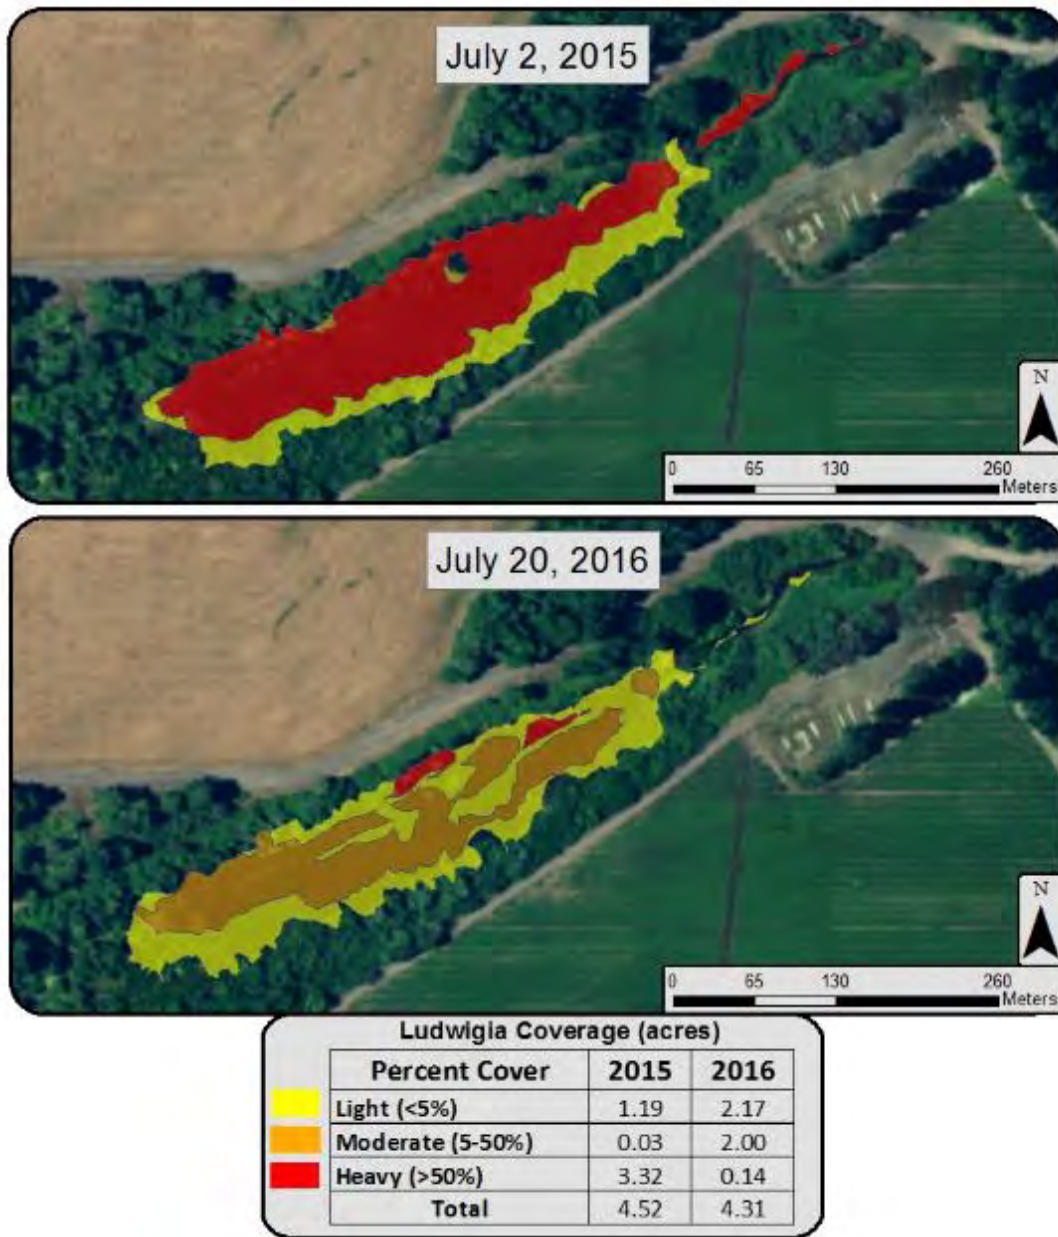 July 2, 2015
N
0 65 130 260
Meters
July 20, 2016
N
0 65 130 260
Meters
Ludwigia Coverage (acres)
Percent Cover 2015 2016
Light (<5%) 1.19 2.17
Moderate (5-50%) 0.03 2.00
Heavy (>50%) 3.32 0.14
Total 4.52 4.31